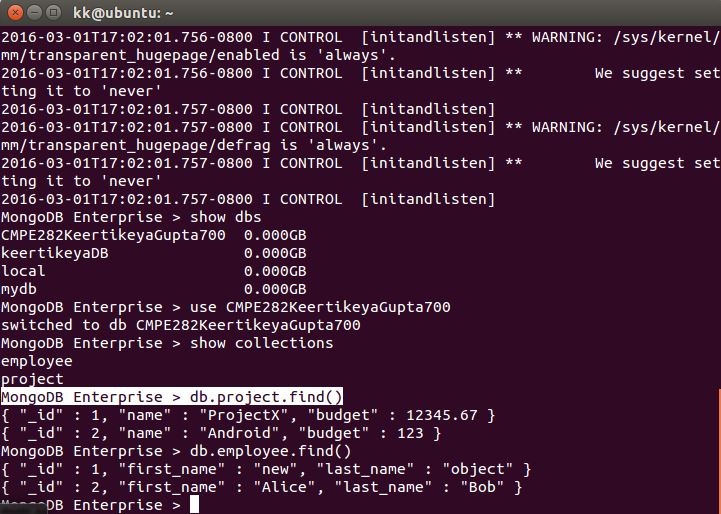 kk@ubuntu: ~
2016-03-01T17:02:01.756-0800 I CONTROL  [initandlisten] ** WARNING: /sys/kernel/
mm/transparent_hugepage/enabled is 'always'.
2016-03-01T17:02:01.756-0800 I CONTROL  [initandlisten] **        We suggest set
ting it to 'never'
2016-03-01T17:02:01.757-0800 I CONTROL  [initandlisten]
2016-03-01T17:02:01.757-0800 I CONTROL  [initandlisten] ** WARNING: /sys/kernel/
mm/transparent_hugepage/defrag is 'always'.
2016-03-01T17:02:01.757-0800 I CONTROL  [initandlisten] **        We suggest set
ting it to 'never'
2016-03-01T17:02:01.757-0800 I CONTROL  [initandlisten]
MongoDB Enterprise > show dbs
CMPE282KeertikeyaGupta700  0.000GB
keertikeyaDB               0.000GB
local                      0.000GB
mydb                       0.000GB
MongoDB Enterprise > use CMPE282KeertikeyaGupta700
switched to db CMPE282KeertikeyaGupta700
MongoDB Enterprise > show collections
employee
project
MongoDB Enterprise > db.project.find()
{ "_id" : 1, "name" : "ProjectX", "budget" : 12345.67 }
{ "_id" : 2, "name" : "Android", "budget" : 123 }
MongoDB Enterprise > db.employee.find()
{ "_id" : 1, "first_name" : "new", "last_name" : "object" }
{ "_id" : 2, "first_name" : "Alice", "last_name" : "Bob" }
MongoDB Enterprise >